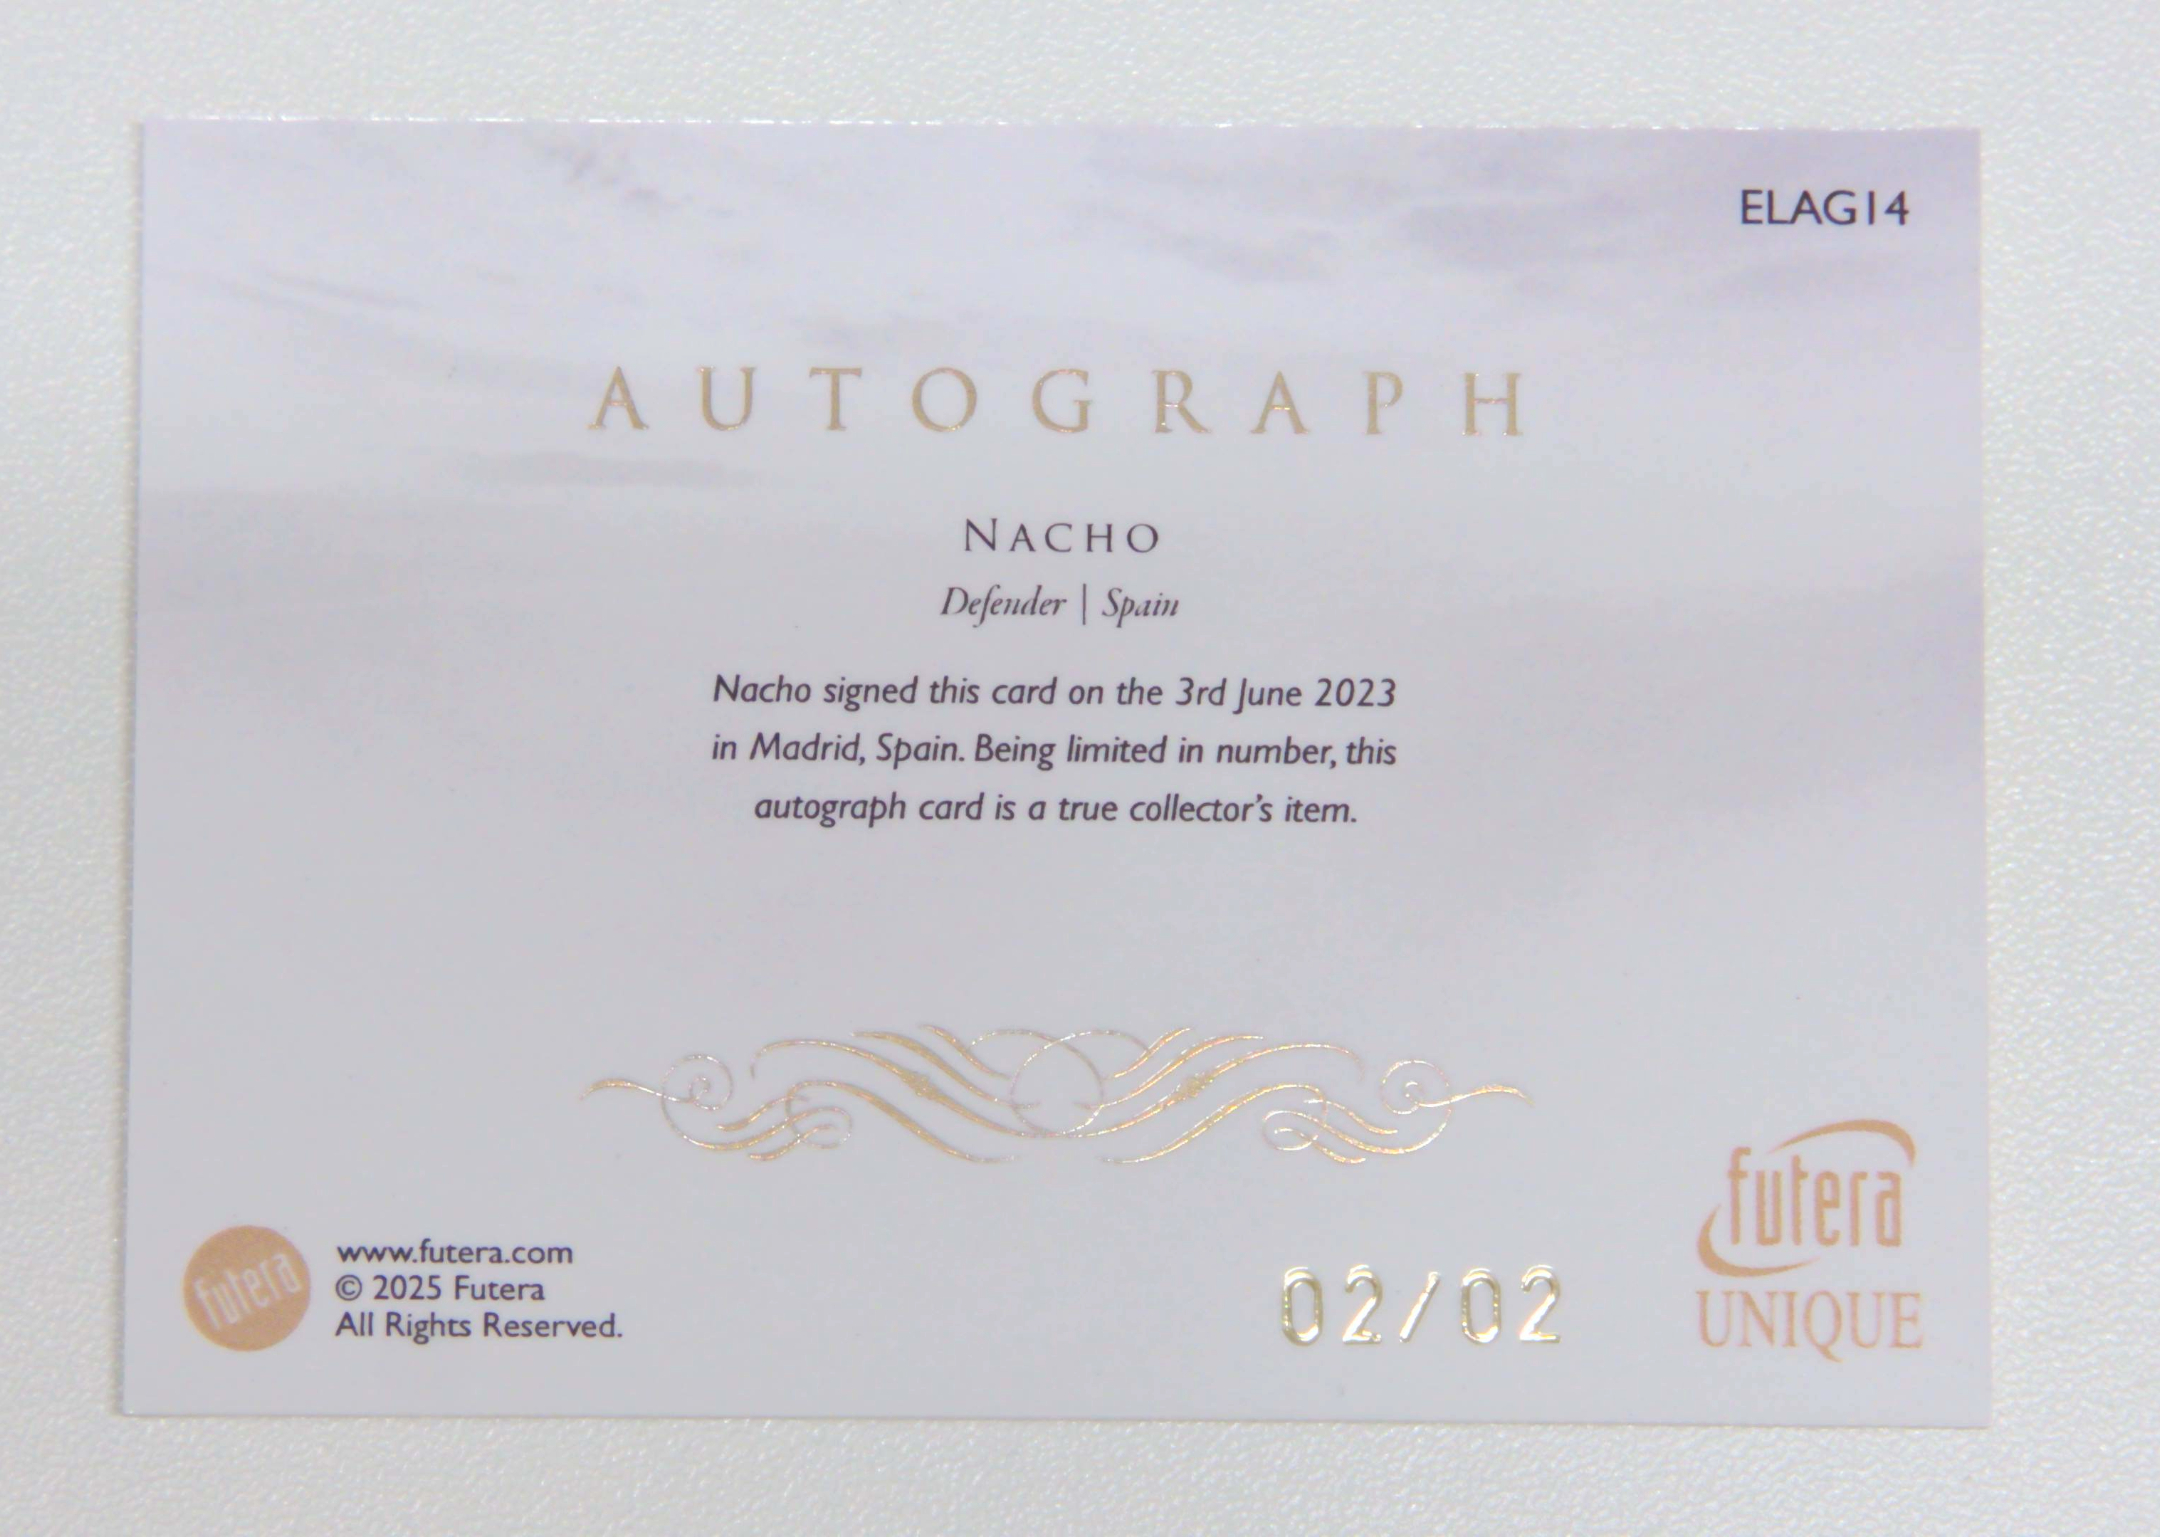 ELAG14
AUTOGRAPH
NACHO
Defender | Spain
Nacho signed this card on the 3rd June 2023
in Madrid, Spain. Being limited in number, this
autograph card is a true collector's item.
futera
www.futera.com
© 2025 Futera
All Rights Reserved.
02/02
futera
UNIQUE